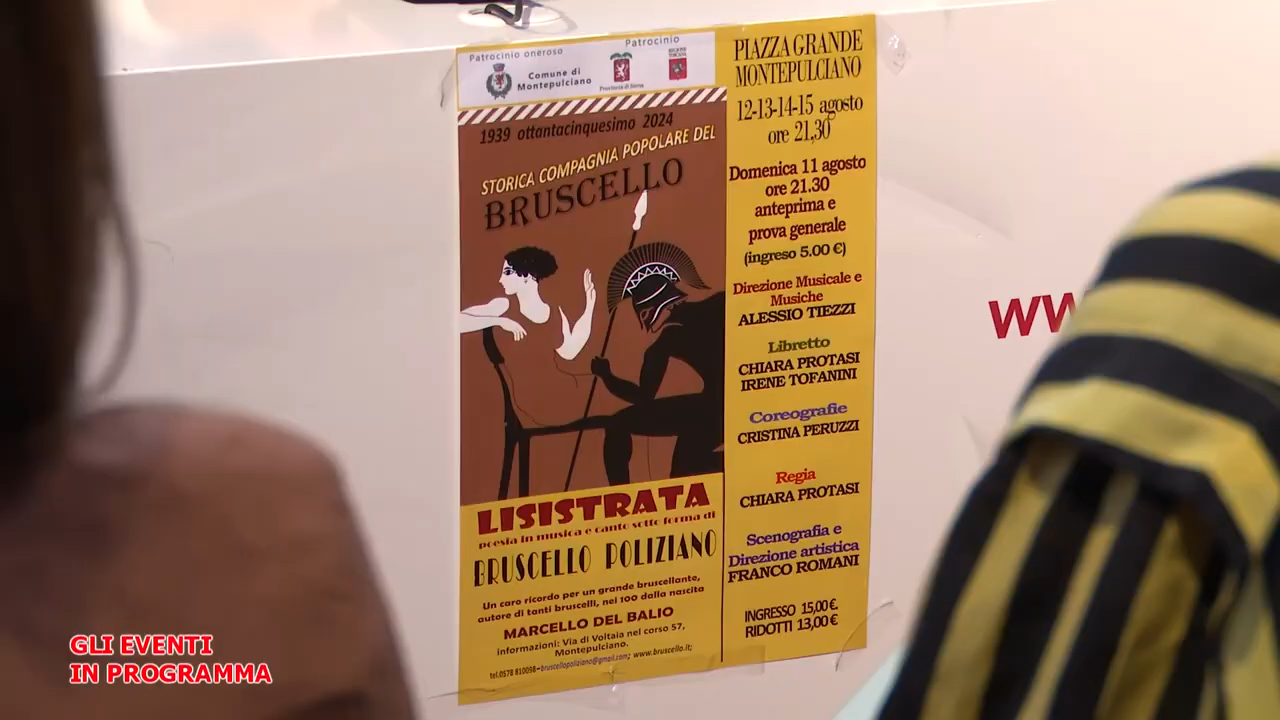 Patrocinio oneroso
Patrocinio
Comune di
Montepulciano
Provincia di Siena
REGIONE
TOSCANA
1939 ottantacinquesimo 2024
STORICA COMPAGNIA POPOLARE DEL
BRUSCELLO
LISISTRATA
poesia in musica e canto sotto forma di
BRUSCELLO POLIZIANO
Un caro ricordo per un grande bruscellante,
autore di tanti bruscelli, nei 100 dalla nascita
MARCELLO DEL BALIO
informazioni: Via di Voltaia nel corso 57,
Montepulciano.
tel.0578 810098–bruscellopoliziano@gmail.com; www.bruscello.it;
PIAZZA GRANDE
MONTEPULCIANO
12-13-14-15 agosto
ore 21,30
Domenica 11 agosto
ore 21.30
anteprima e
prova generale
(ingreso 5.00 €)
Direzione Musicale e
Musiche
ALESSIO TIEZZI
Libretto
CHIARA PROTASI
IRENE TOFANINI
Coreografie
CRISTINA PERUZZI
Regia
CHIARA PROTASI
Scenografia e
Direzione artistica
FRANCO ROMANI
INGRESSO 15,00 €.
RIDOTTI 13,00 €
GLI EVENTI
IN PROGRAMMA